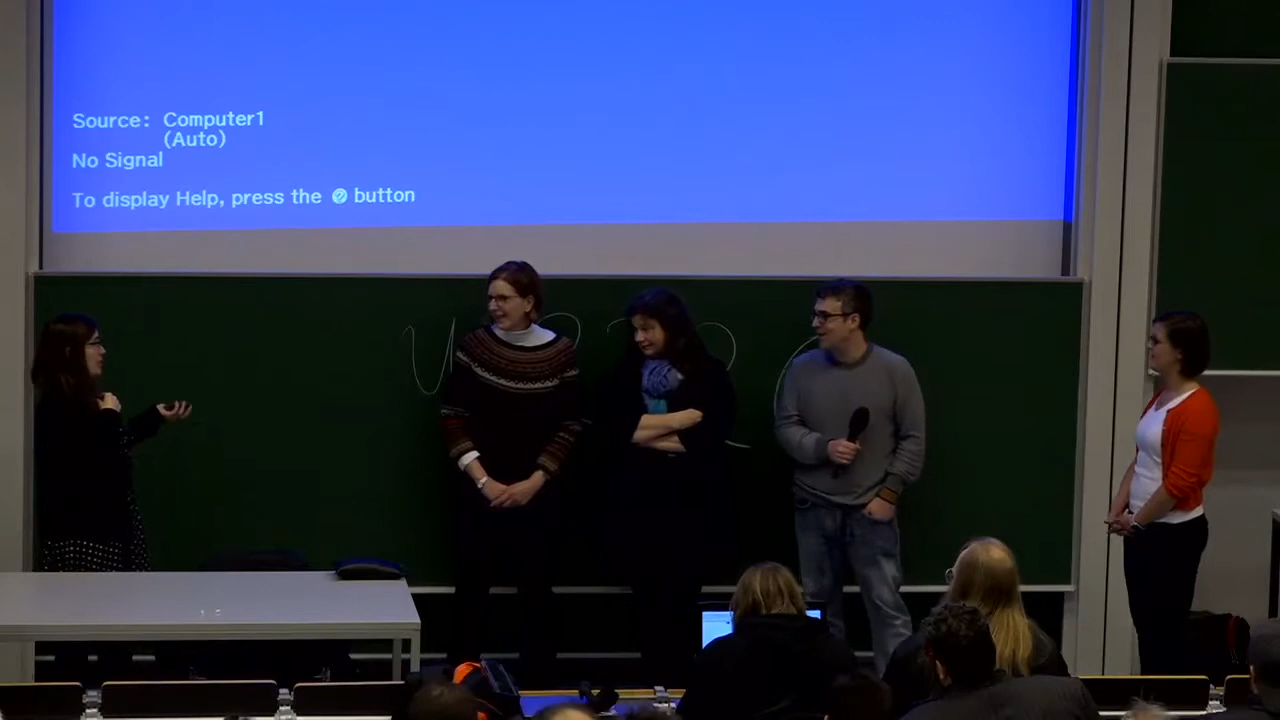 Source: Computer1
(Auto)
No Signal
To display Help, press the ? button